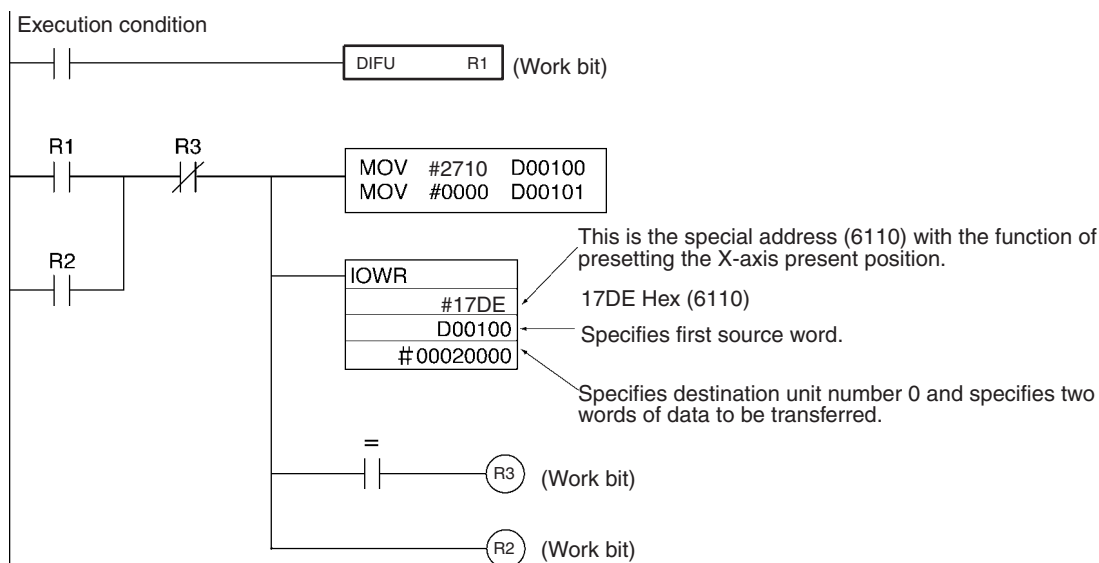 Execution condition
DIFU R1 (Work bit)
R1 R3
MOV #2710 D00100
MOV #0000 D00101
This is the special address (6110) with the function of
presetting the X-axis present position.
R2
IOWR
#17DE
17DE Hex (6110)
D00100
Specifies first source word.
#00020000
Specifies destination unit number 0 and specifies two
words of data to be transferred.
=
R3 (Work bit)
R2 (Work bit)